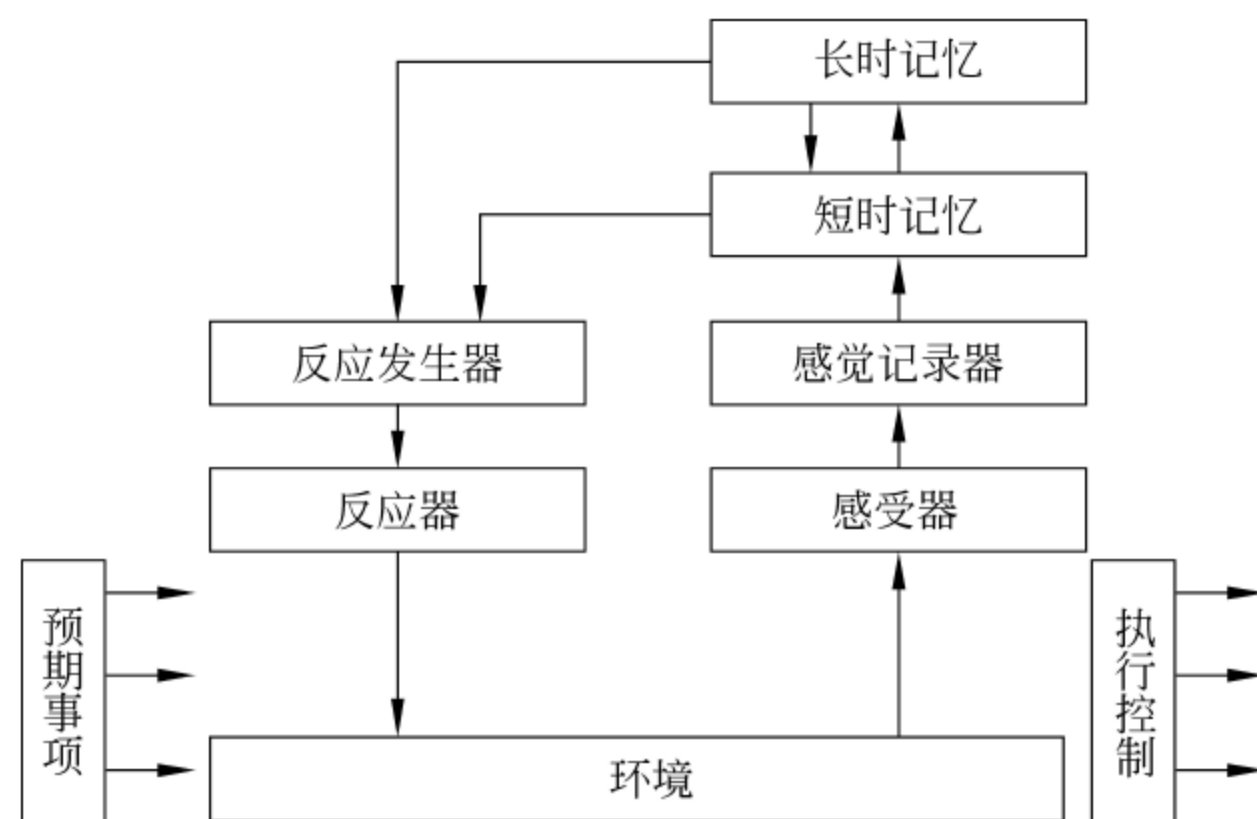 长时记忆
短时记忆
反应发生器
感觉记录器
反应器
感受器
预期事项
执行控制
环境